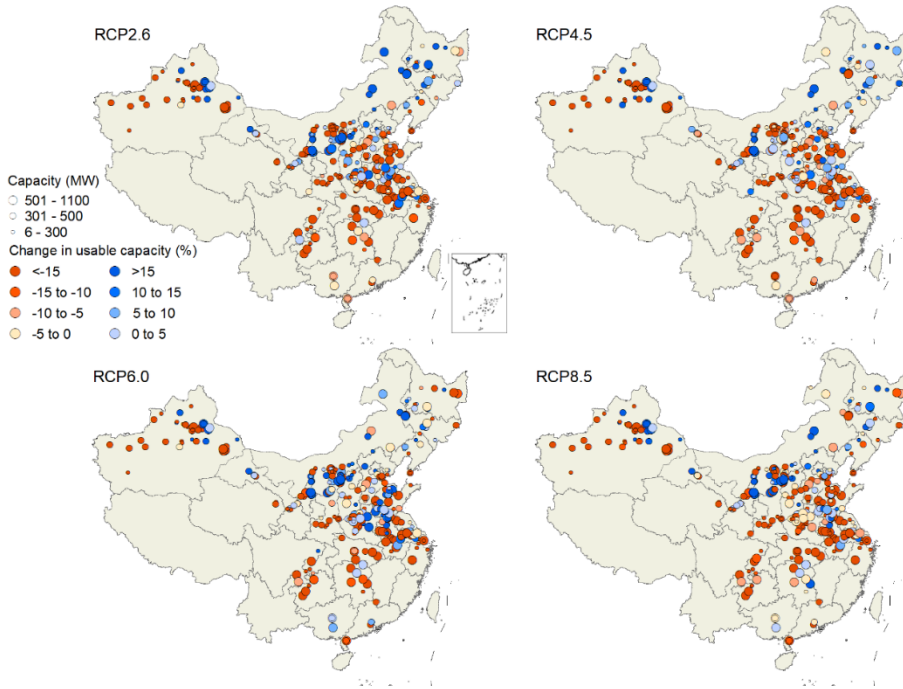 RCP2.6
RCP4.5
Capacity (MW)
501 - 1100
301 - 500
6 - 300
Change in usable capacity (%)
<-15
>15
-15 to -10
10 to 15
-10 to -5
5 to 10
-5 to 0
0 to 5
RCP6.0
RCP8.5